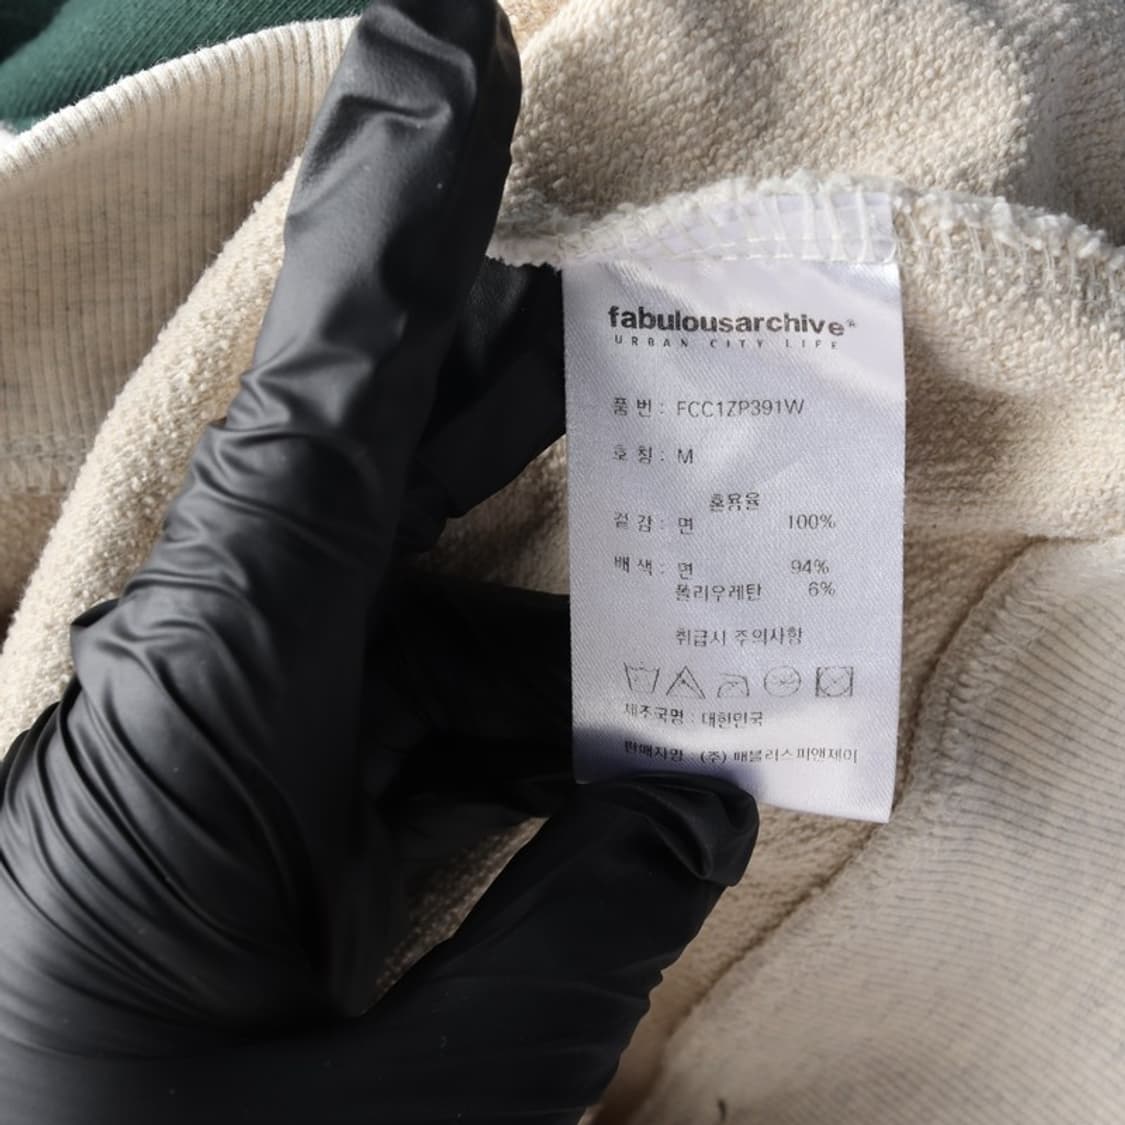 fabulousarchive®
URBAN CITY LIFE
품 번 : FCC1ZP391W
호 칭 : M
혼용율
겉 감 : 면 100%
배 색 : 면 94%
폴리우레탄 6%
취급시 주의사항
제조국명 : 대한민국
판매자명 : (주) 패뷸러스피앤제이